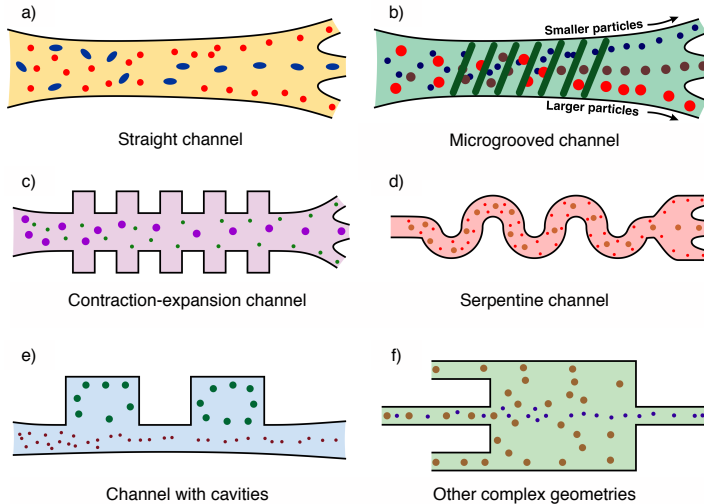 a)
Straight channel
b)
Smaller particles
Larger particles
Microgrooved channel
c)
Contraction-expansion channel
d)
Serpentine channel
e)
Channel with cavities
f)
Other complex geometries